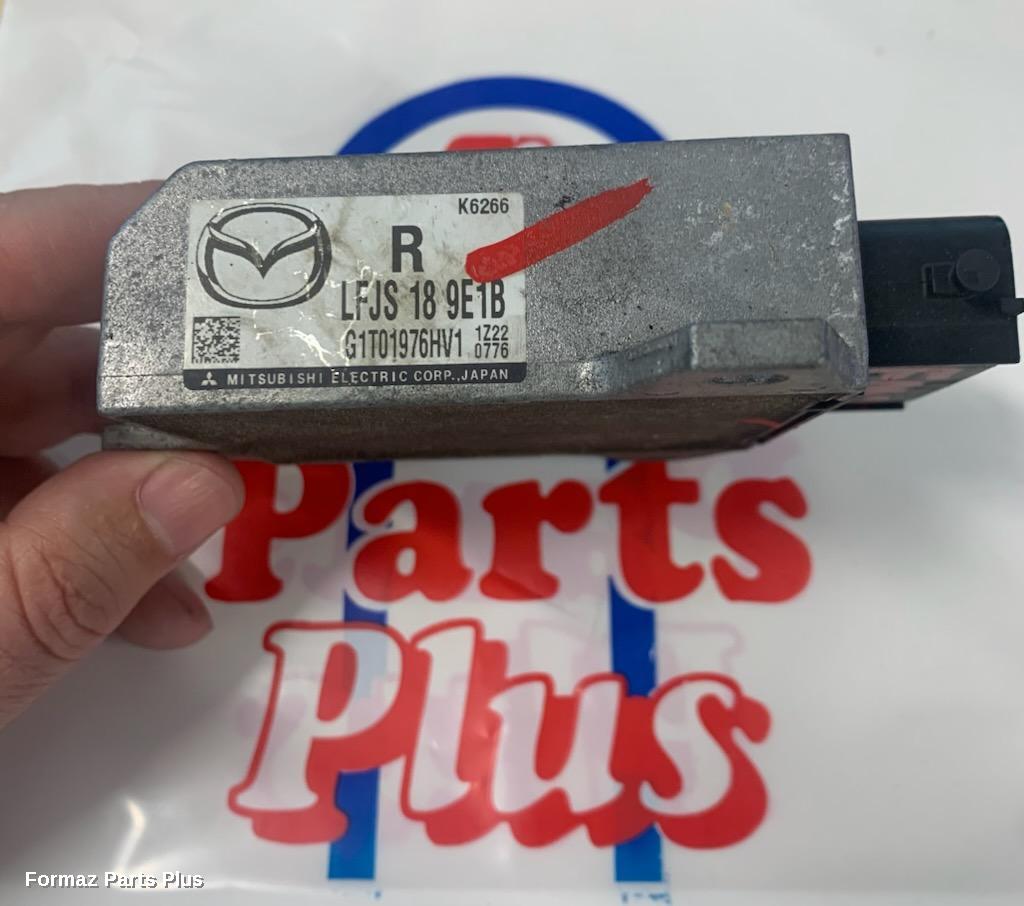 K6266
R
LFJS 18 9E1B
G1T01976HV1 1Z22
0776
MITSUBISHI ELECTRIC CORP.,JAPAN
Parts
Plus
Formaz Parts Plus